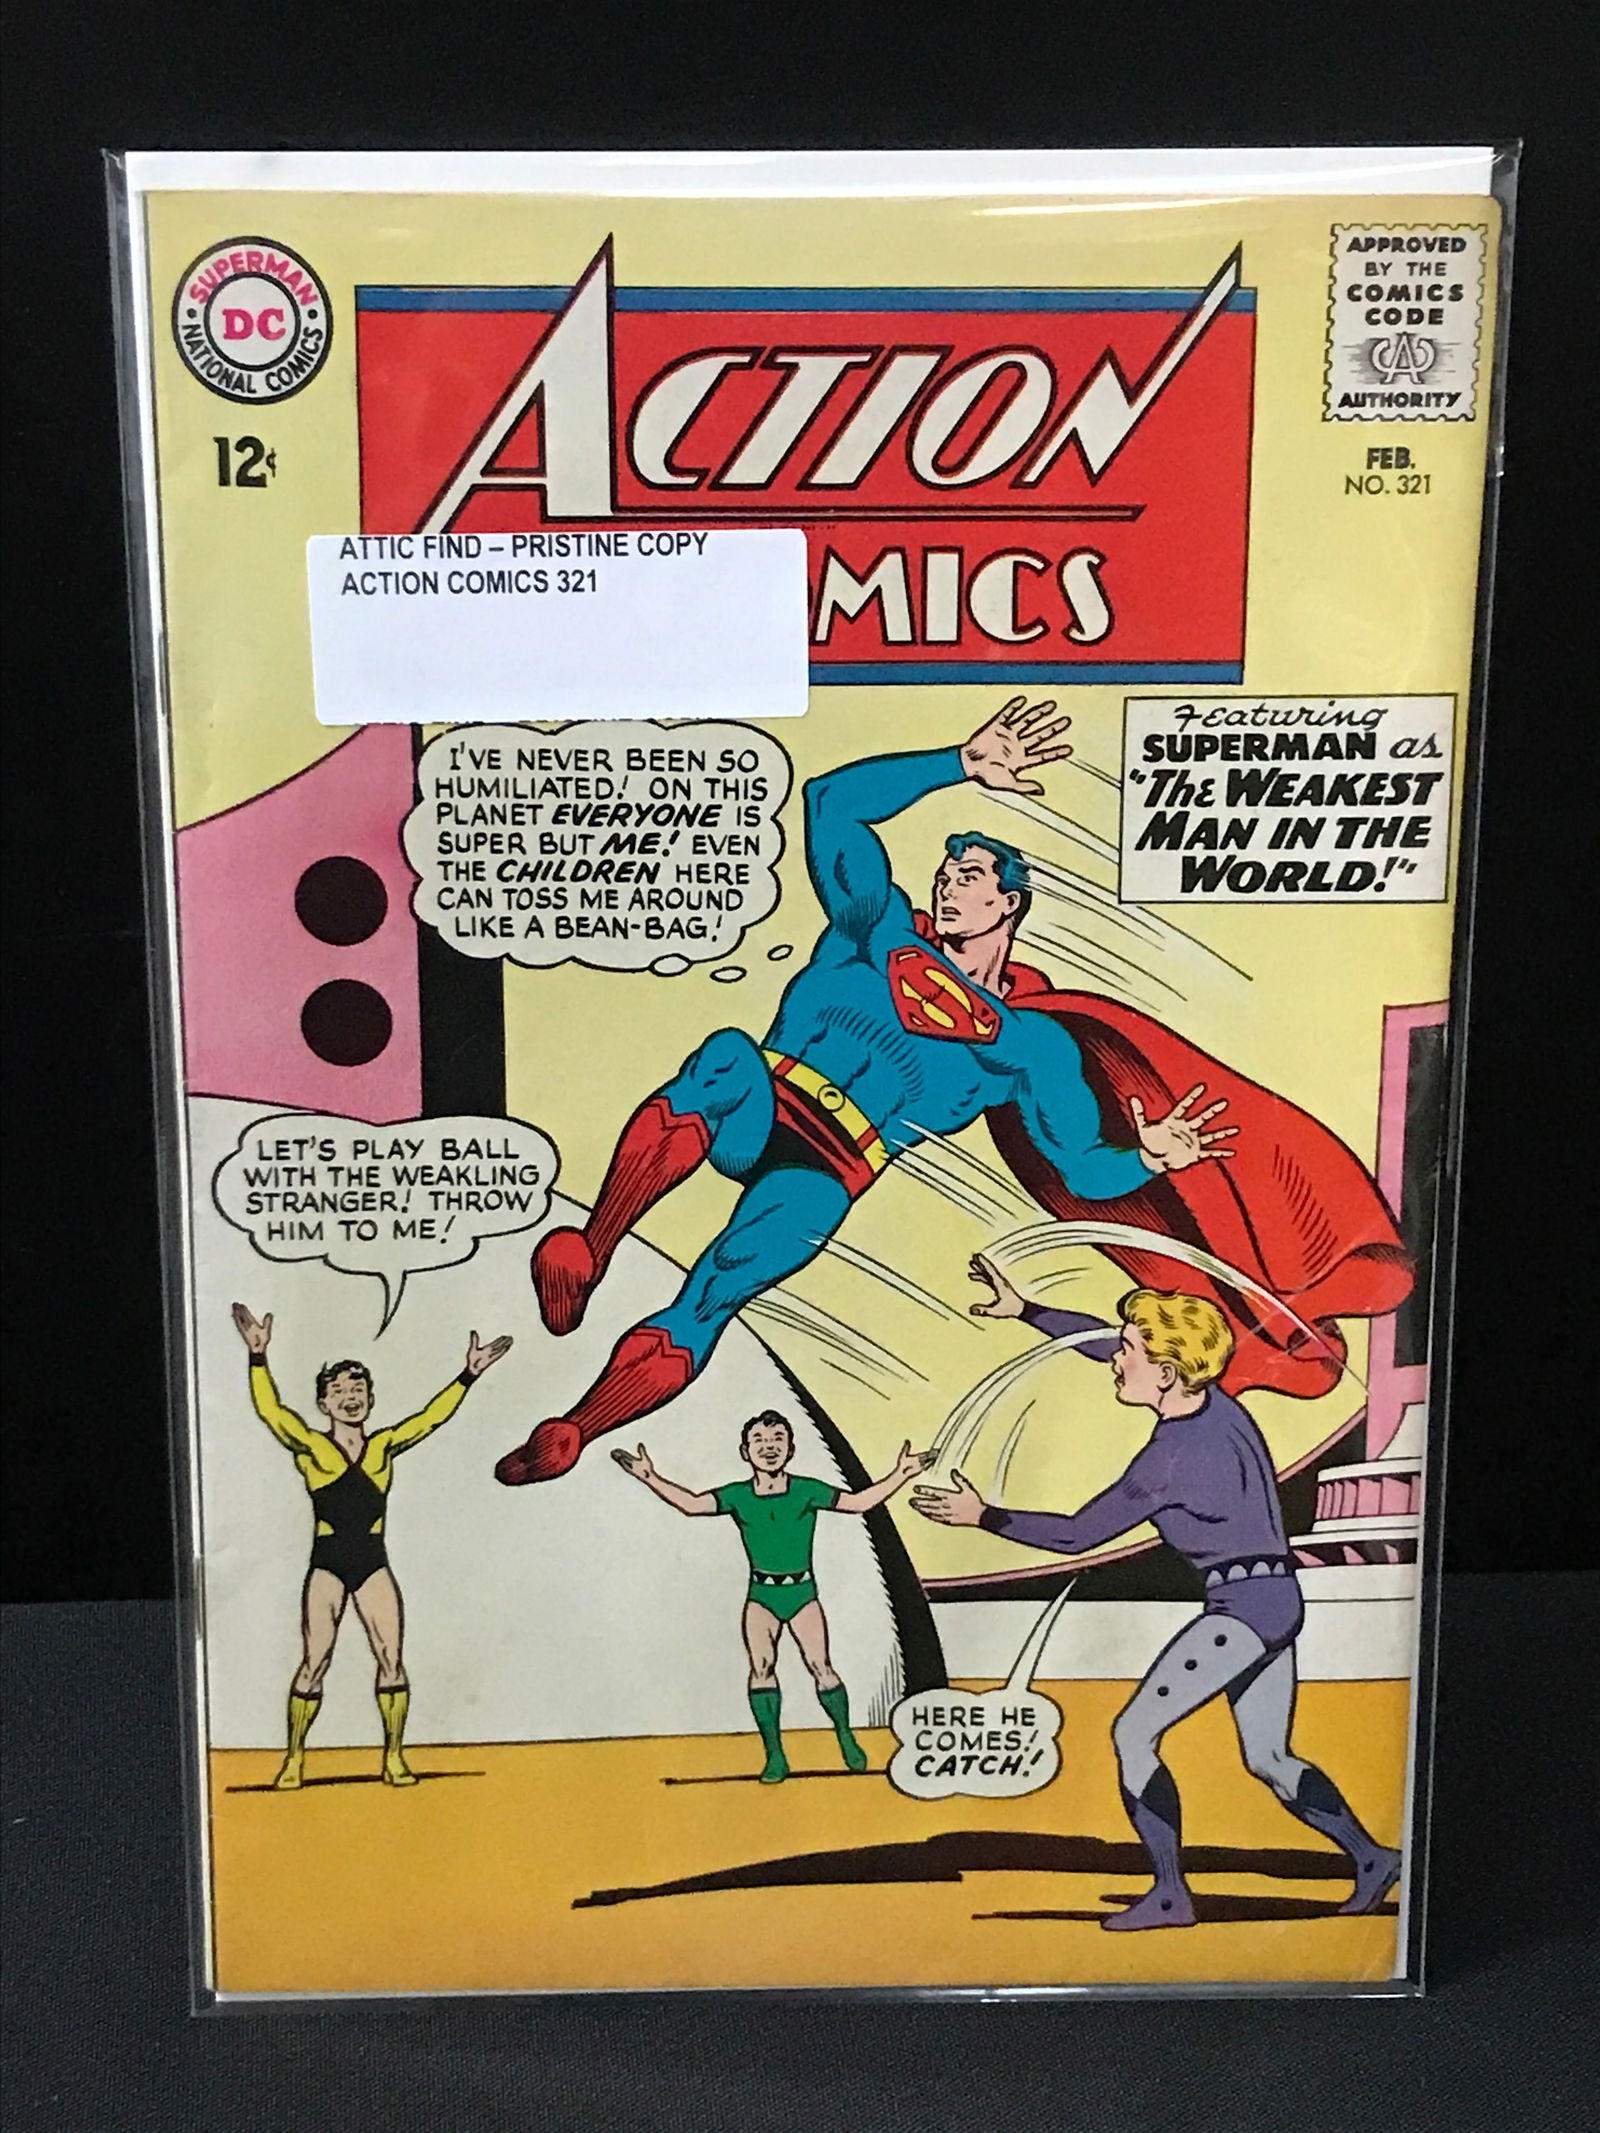 SUPERMAN
DC
NATIONAL COMICS
12¢
ACTION
MICS
APPROVED
BY THE
COMICS
CODE
CA
AUTHORITY
FEB.
NO. 321
ATTIC FIND – PRISTINE COPY
ACTION COMICS 321
Featuring
SUPERMAN as
"THE WEAKEST
MAN IN THE
WORLD!"
I'VE NEVER BEEN SO
HUMILIATED! ON THIS
PLANET EVERYONE IS
SUPER BUT ME! EVEN
THE CHILDREN HERE
CAN TOSS ME AROUND
LIKE A BEAN-BAG!
S
LET'S PLAY BALL
WITH THE WEAKLING
STRANGER! THROW
HIM TO ME!
HERE HE
COMES!
CATCH!